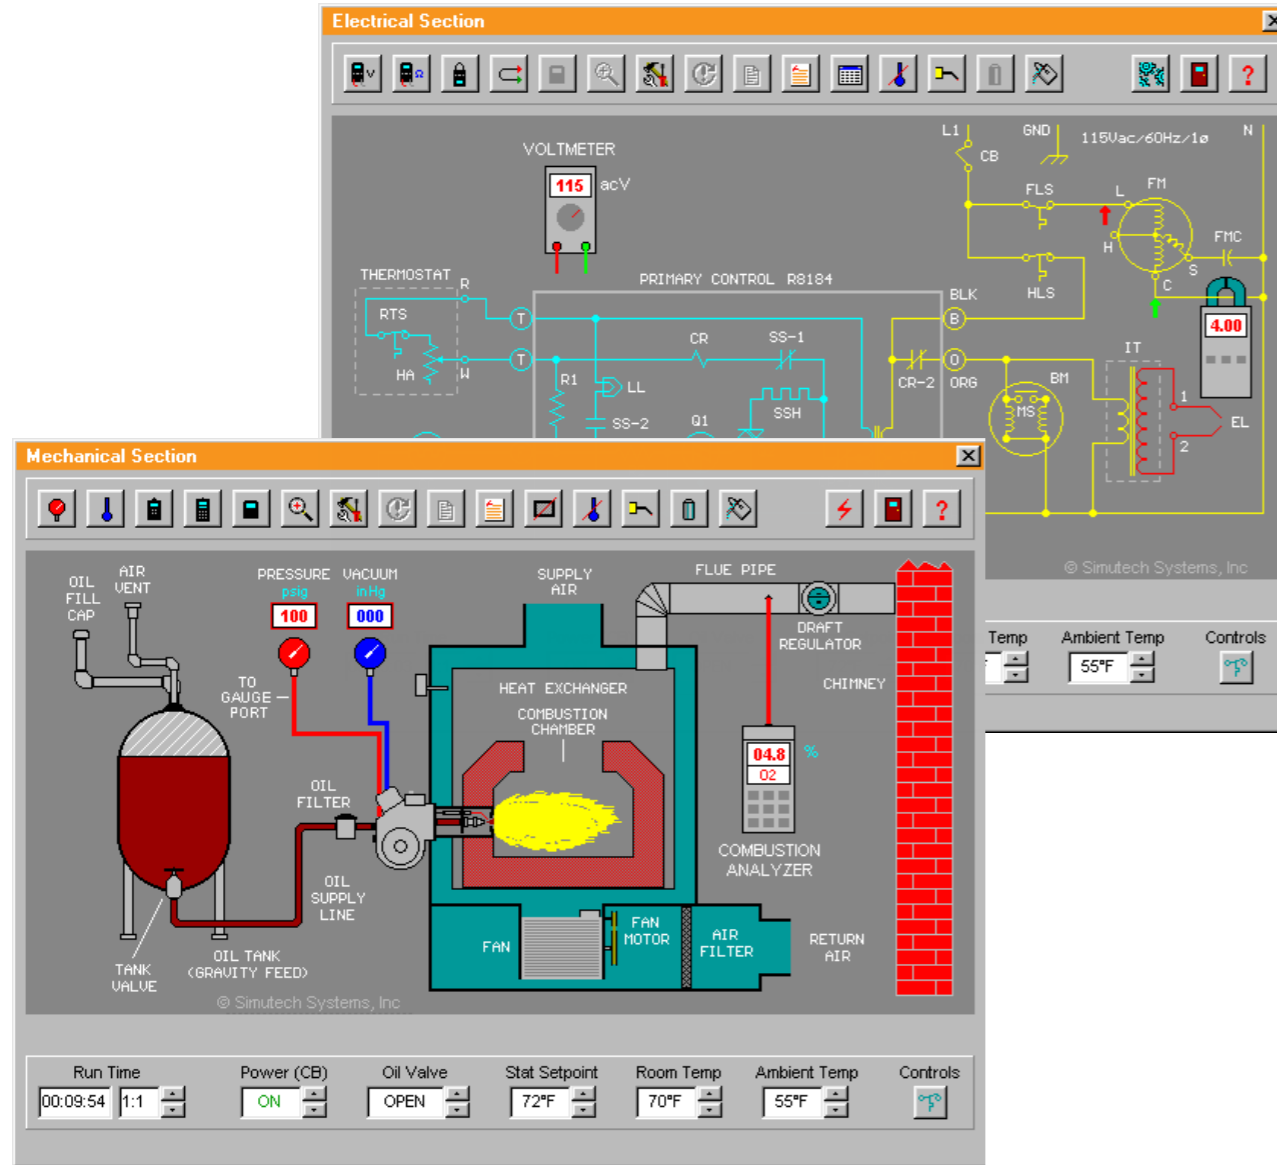 Electrical Section
V
Ω
?
VOLTMETER
115
acV
L1
GND
115Vac/60Hz/1ø
N
CB
FLS
L
FM
H
FMC
S
C
HLS
4.00
THERMOSTAT
R
PRIMARY CONTROL R8184
BLK
RTS
T
B
CR
SS-1
IT
HA
W
T
O
R1
LL
CR-2
ORG
BM
SSH
MS
1
SS-2
Q1
EL
2
© Simutech Systems, Inc
Temp
Ambient Temp
Controls
55°F
Mechanical Section
?
OIL
FILL
CAP
AIR
VENT
PRESSURE
psig
100
VACUUM
inHg
000
SUPPLY
AIR
FLUE PIPE
DRAFT
REGULATOR
TO
GAUGE
PORT
HEAT EXCHANGER
CHIMNEY
COMBUSTION
CHAMBER
04.8
%
O2
OIL
FILTER
COMBUSTION
ANALYZER
OIL
SUPPLY
LINE
FAN
FAN
MOTOR
AIR
FILTER
RETURN
AIR
TANK
VALVE
OIL TANK
(GRAVITY FEED)
© Simutech Systems, Inc
Run Time
Power (CB)
Oil Valve
Stat Setpoint
Room Temp
Ambient Temp
Controls
00:09:54
1:1
ON
OPEN
72°F
70°F
55°F